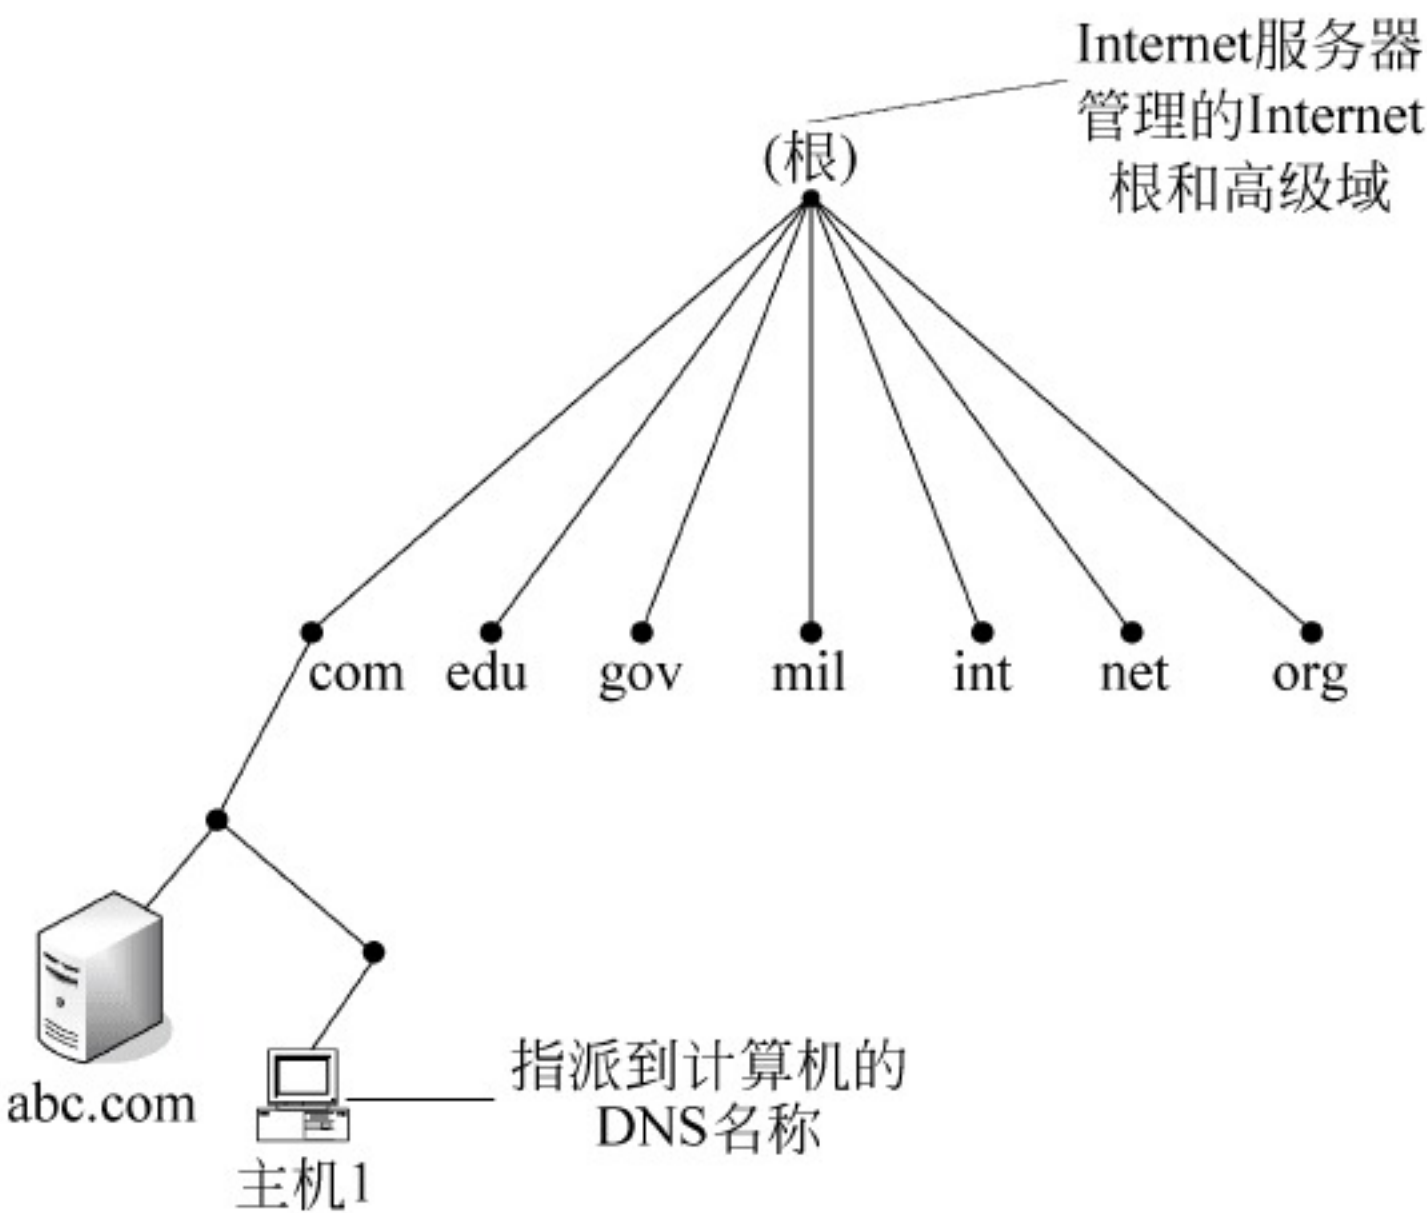 Internet服务器
管理的Internet
根和高级域
(根)
com edu gov mil int net org
abc.com
指派到计算机的
DNS名称
主机1